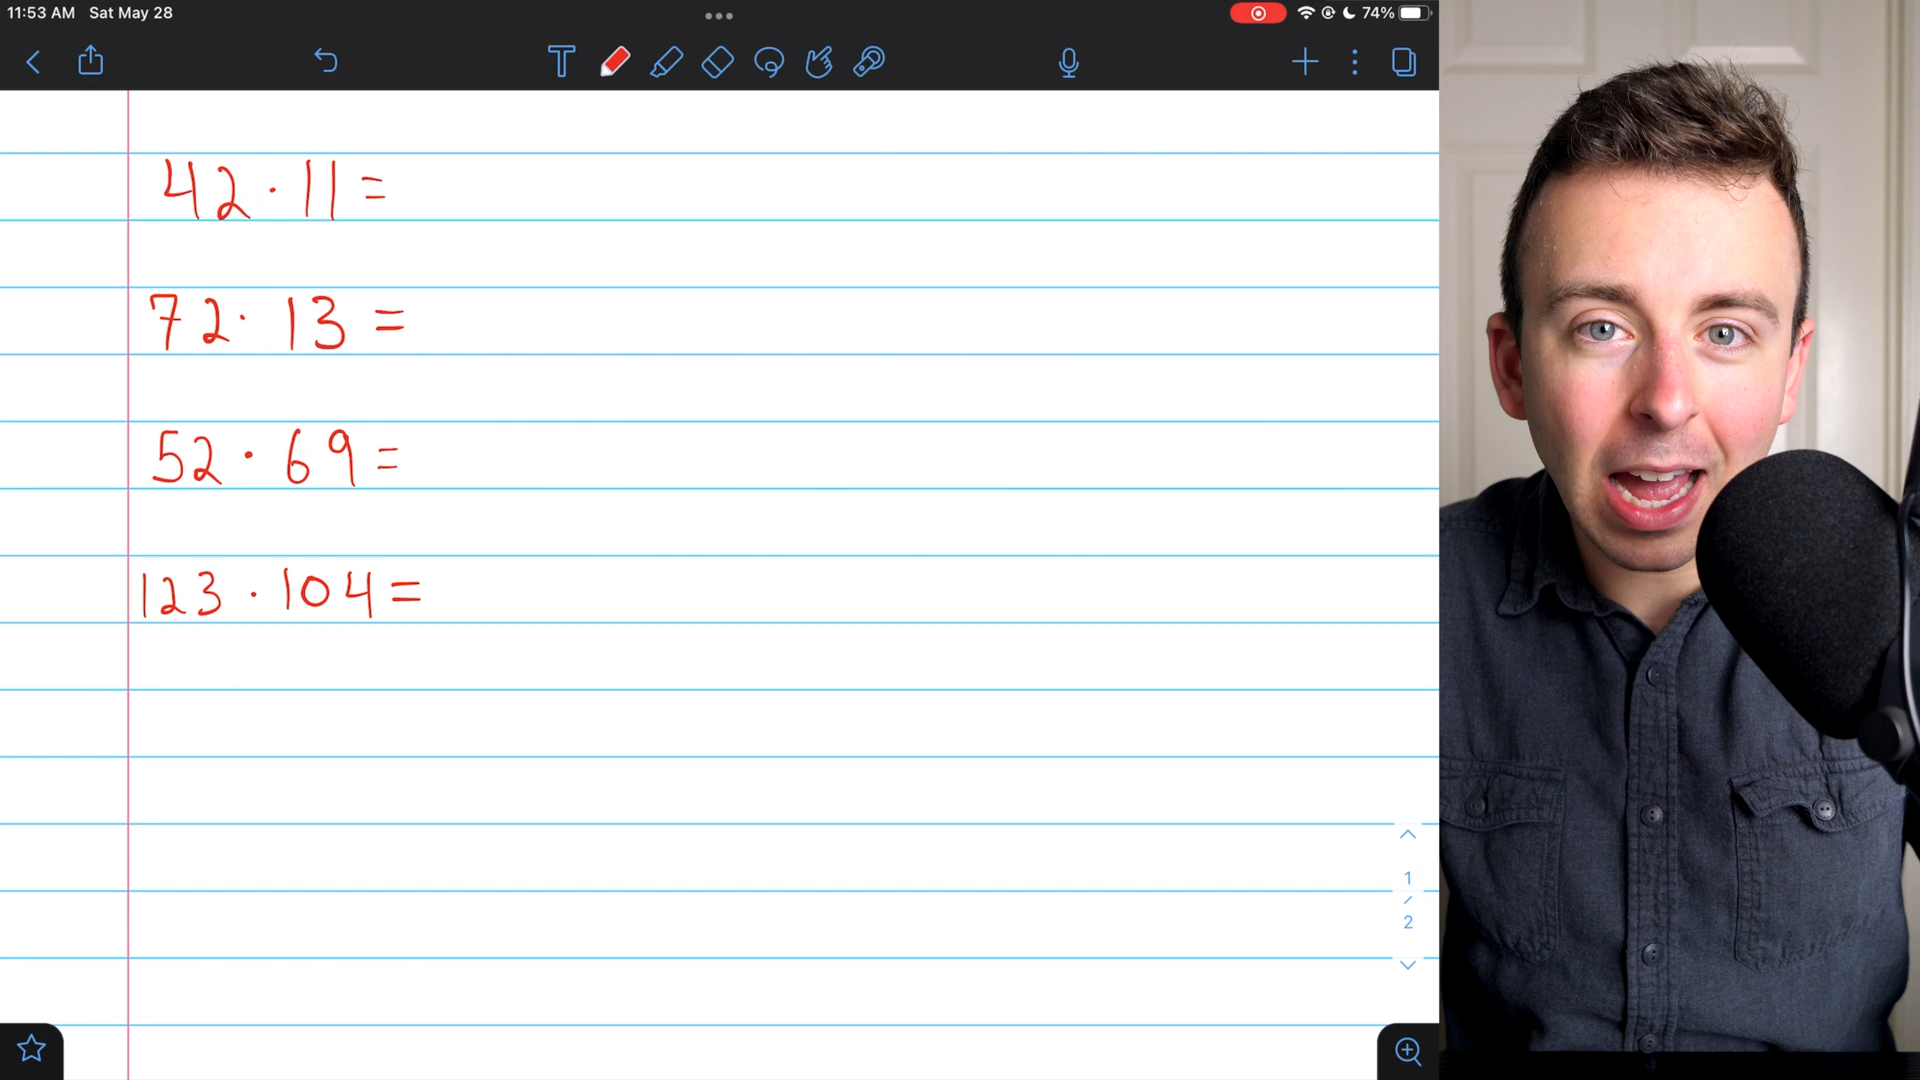 11:53 AM Sat May 28
74%
T
42 · 11 =
72 · 13 =
52 · 69 =
123 · 104 =
1
/
2